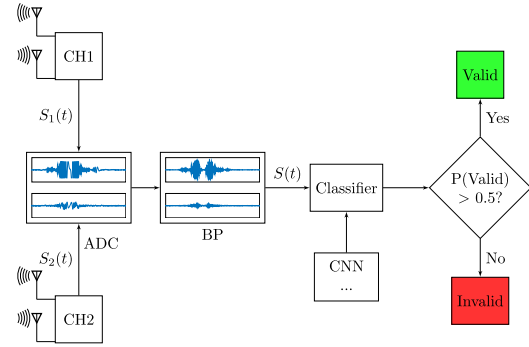 CH1
S₁(t)
S₂(t)
ADC
CH2
BP
S(t)
Classifier
CNN
...
P(Valid)
> 0.5?
Yes
Valid
No
Invalid